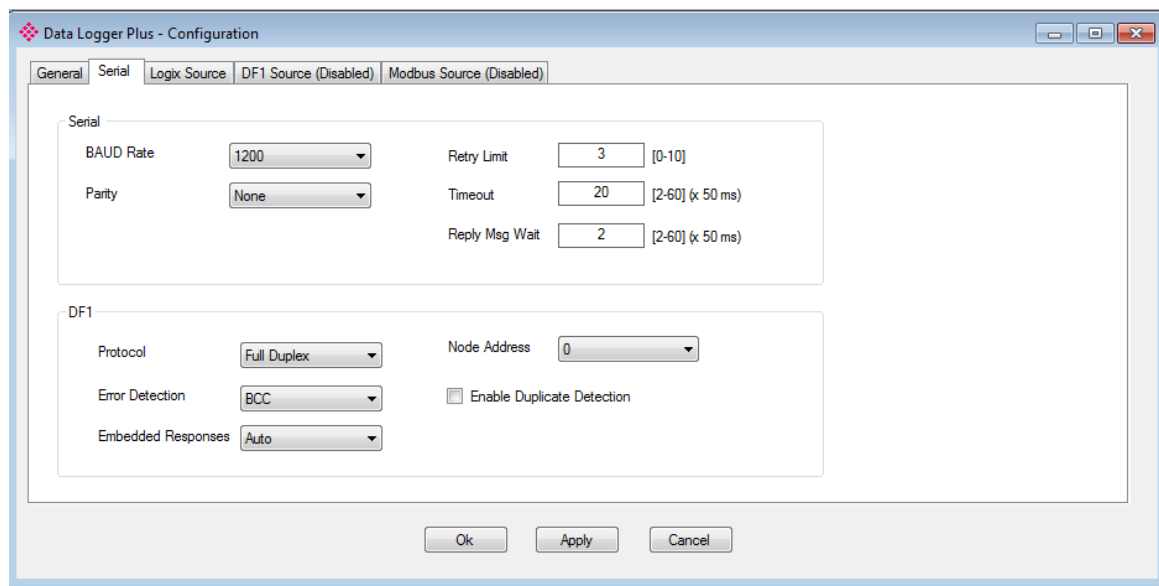 Data Logger Plus - Configuration
General Serial Logix Source DF1 Source (Disabled) Modbus Source (Disabled)
Serial
BAUD Rate 1200 Retry Limit 3 [0-10]
Parity None Timeout 20 [2-60] (x 50 ms)
Reply Msg Wait 2 [2-60] (x 50 ms)
DF1
Protocol Full Duplex Node Address 0
Error Detection BCC Enable Duplicate Detection
Embedded Responses Auto
Ok Apply Cancel